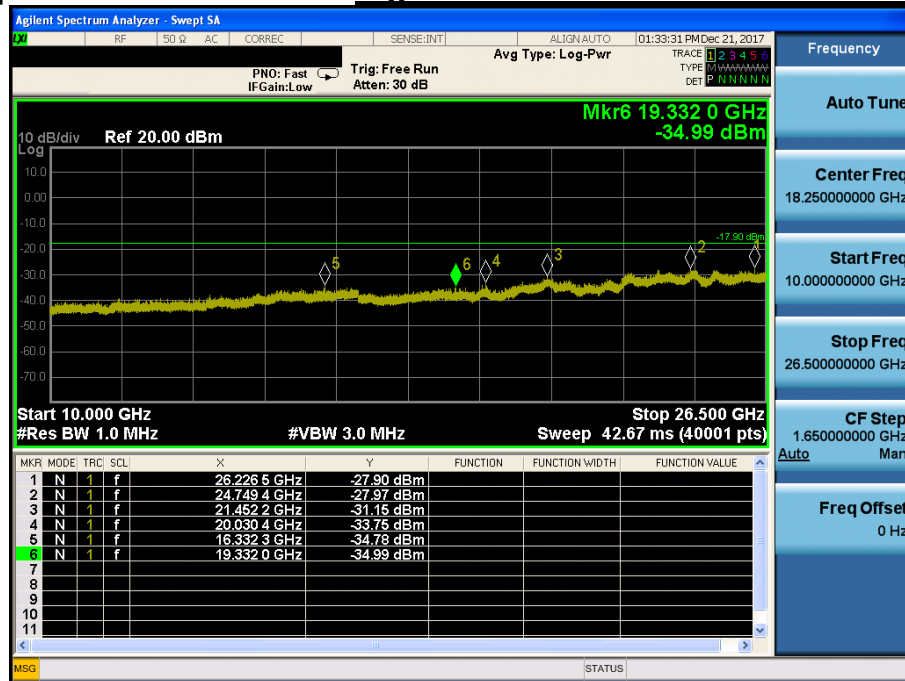 Agilent Spectrum Analyzer - Swept SA
LXI RF 50 Ω AC CORREC SENSE:INT ALIGN AUTO 01:33:31 PM Dec 21, 2017
PNO: Fast IFGain:Low Trig: Free Run Atten: 30 dB Avg Type: Log-Pwr
TRACE 1 2 3 4 5 6
TYPE M W W W W W
DET P N N N N N
Mkr6 19.332 0 GHz
-34.99 dBm
10 dB/div Ref 20.00 dBm
Log
10.0
0.00
-10.0
-20.0
-30.0
-40.0
-50.0
-60.0
-70.0
-17.90 dBm
5
6
4
3
2
1
Start 10.000 GHz Stop 26.500 GHz
#Res BW 1.0 MHz #VBW 3.0 MHz Sweep 42.67 ms (40001 pts)
MKR MODE TRC SCL X Y FUNCTION FUNCTION WIDTH FUNCTION VALUE
1 N 1 f 26.226 5 GHz -27.90 dBm
2 N 1 f 24.749 4 GHz -27.97 dBm
3 N 1 f 21.452 2 GHz -31.15 dBm
4 N 1 f 20.030 4 GHz -33.75 dBm
5 N 1 f 16.332 3 GHz -34.78 dBm
6 N 1 f 19.332 0 GHz -34.99 dBm
7
8
9
10
11
MSG STATUS
Frequency
Auto Tune
Center Freq
18.250000000 GHz
Start Freq
10.000000000 GHz
Stop Freq
26.500000000 GHz
CF Step
1.650000000 GHz
Auto Man
Freq Offset
0 Hz